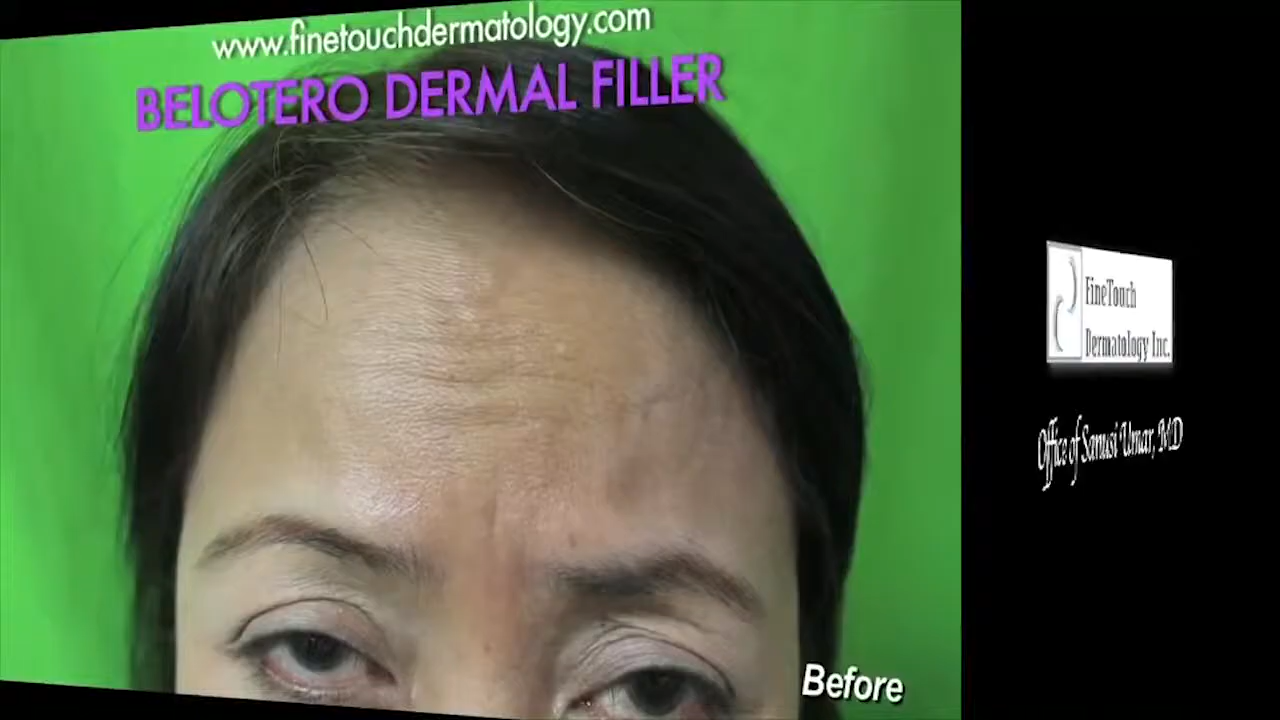 www.finetouchdermatology.com
BELOTERO DERMAL FILLER
FineTouch
Dermatology Inc.
Office of Sanusi Umar, MD
Before